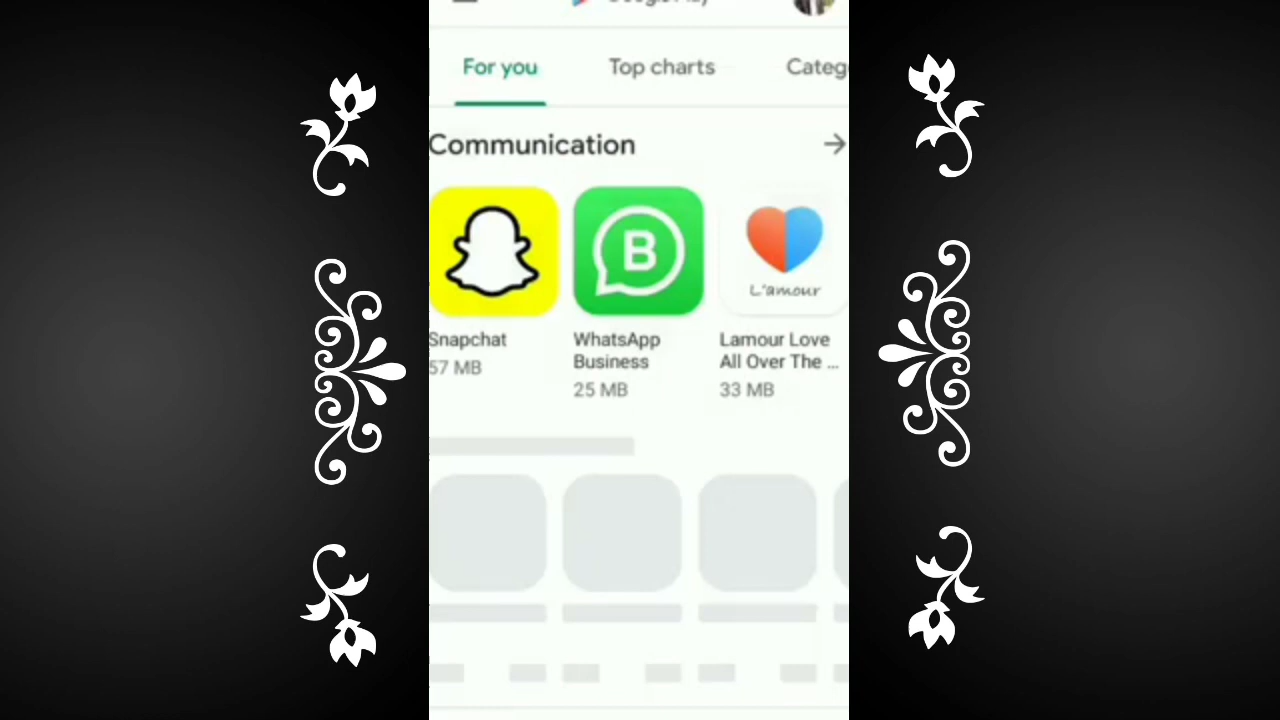 For you
Top charts
Communication
B
L'amour
Snapchat
57 MB
WhatsApp
Business
25 MB
Lamour Love
All Over The ...
33 MB